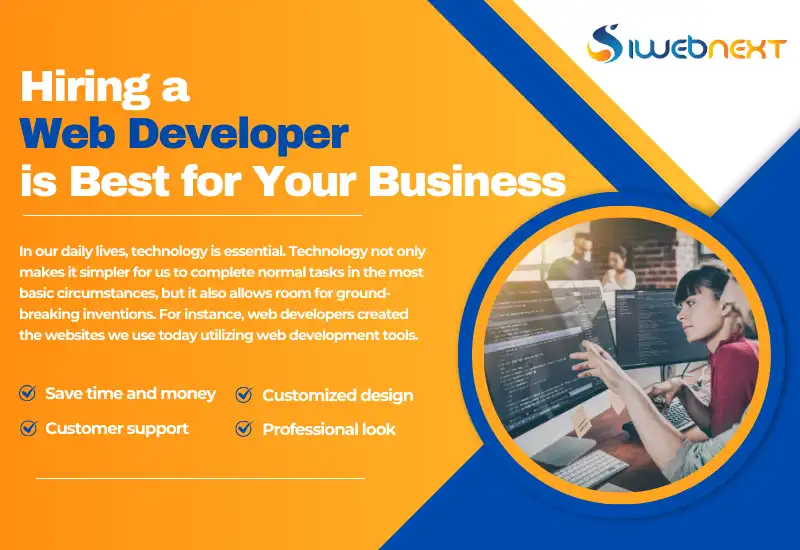 IWEBNEXT
Hiring a
Web Developer
is Best for Your Business
In our daily lives, technology is essential. Technology not only
makes it simpler for us to complete normal tasks in the most
basic circumstances, but it also allows room for ground-
breaking inventions. For instance, web developers created
the websites we use today utilizing web development tools.
Save time and money
Customized design
Customer support
Professional look